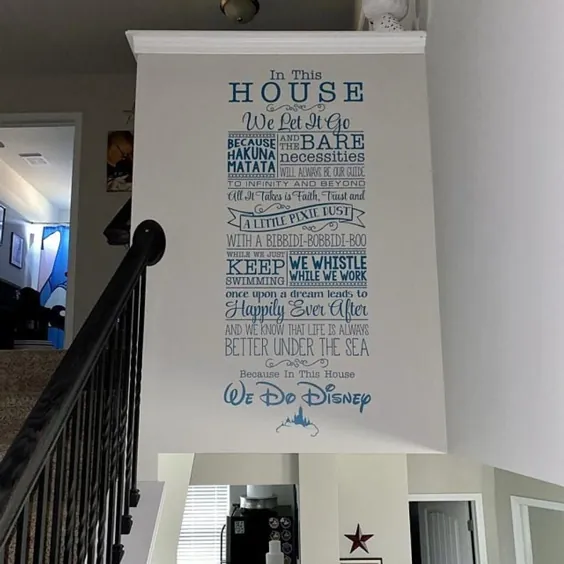 In This
HOUSE
We Let It Go
BECAUSE
HAKUNA
MATATA
AND THE BARE
necessities
WILL ALWAYS BE OUR GUIDE
TO INFINITY AND BEYOND
All It Takes is Faith, Trust and
A LITTLE PIXIE DUST
WITH A BIBBIDI-BOBBIDI-BOO
WHILE WE JUST
KEEP
SWIMMING
WE WHISTLE
WHILE WE WORK
once upon a dream leads to
Happily Ever After
AND WE KNOW THAT LIFE IS ALWAYS
BETTER UNDER THE SEA
Because In This House
We Do Disney